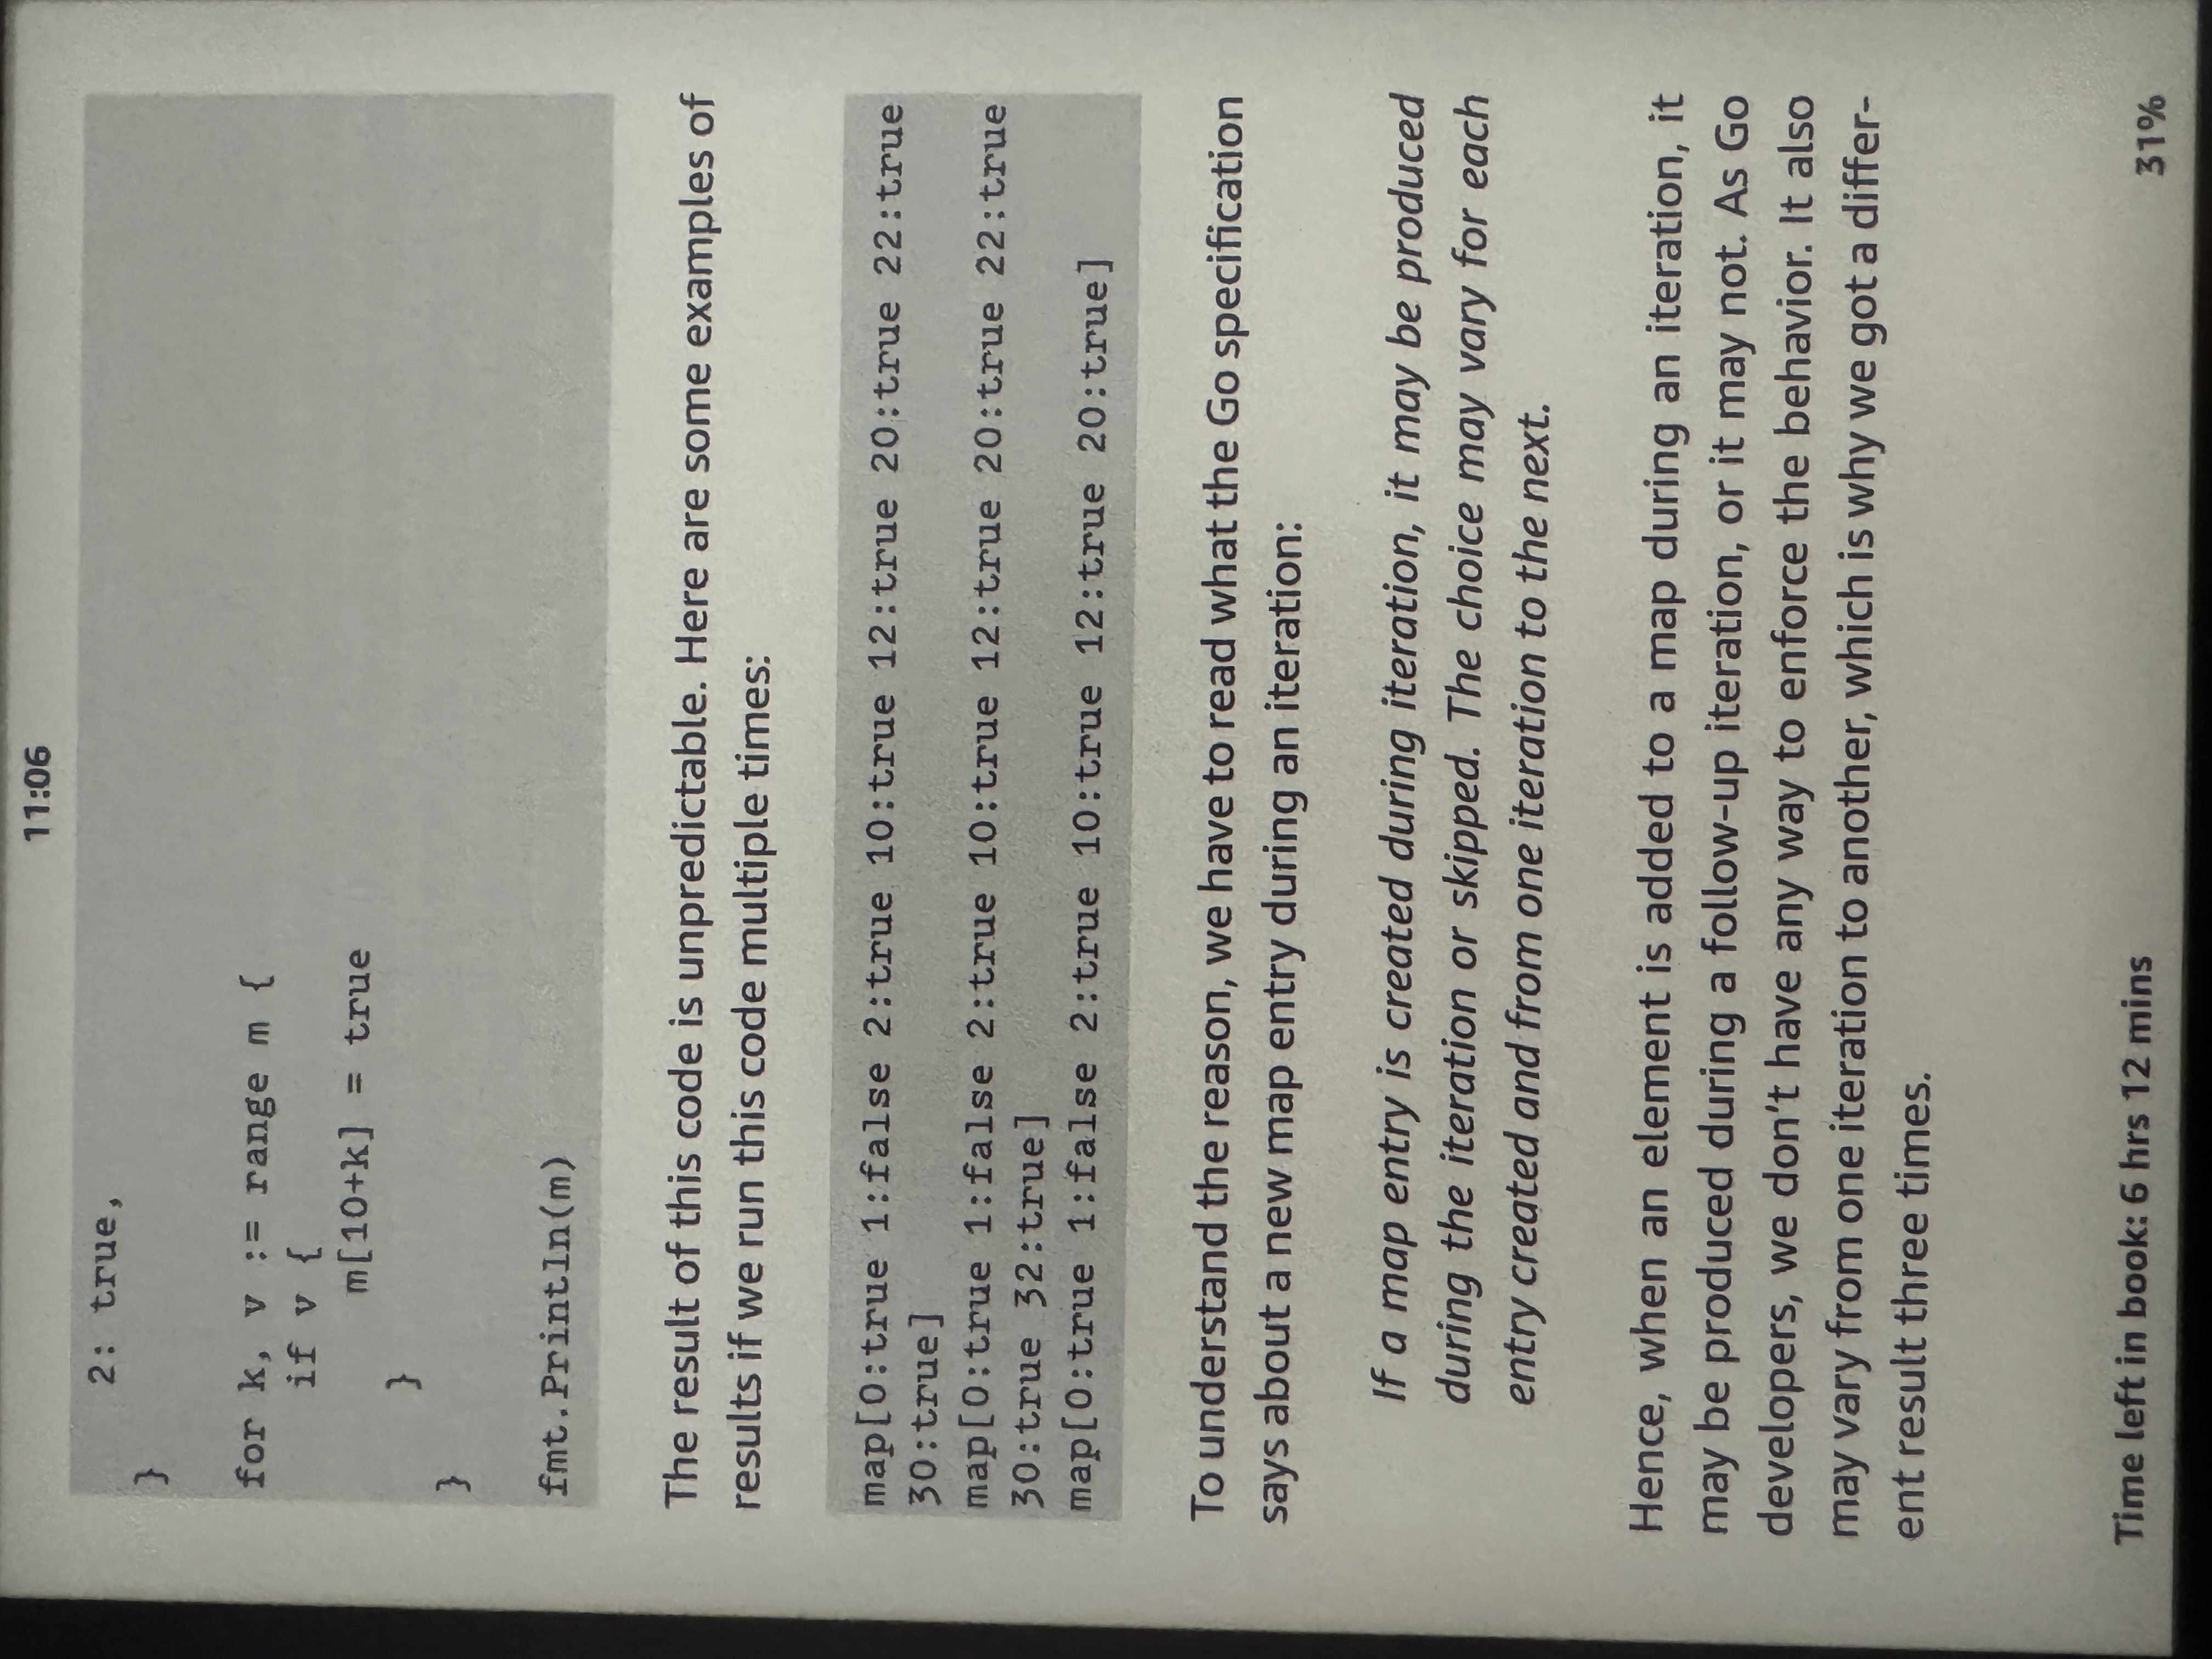 11:06
2: true,
}
for k, v := range m {
if v {
m[10+k] = true
}
}
fmt.Println(m)
The result of this code is unpredictable. Here are some examples of
results if we run this code multiple times:
map[0:true 1:false 2:true 10:true 12:true 20:true 22:true
30:true]
map[0:true 1:false 2:true 10:true 12:true 20:true 22:true
30:true 32:true]
map[0:true 1:false 2:true 10:true 12:true 20:true]
To understand the reason, we have to read what the Go specification
says about a new map entry during an iteration:
If a map entry is created during iteration, it may be produced
during the iteration or skipped. The choice may vary for each
entry created and from one iteration to the next.
Hence, when an element is added to a map during an iteration, it
may be produced during a follow-up iteration, or it may not. As Go
developers, we don't have any way to enforce the behavior. It also
may vary from one iteration to another, which is why we got a differ-
ent result three times.
Time left in book: 6 hrs 12 mins
31%